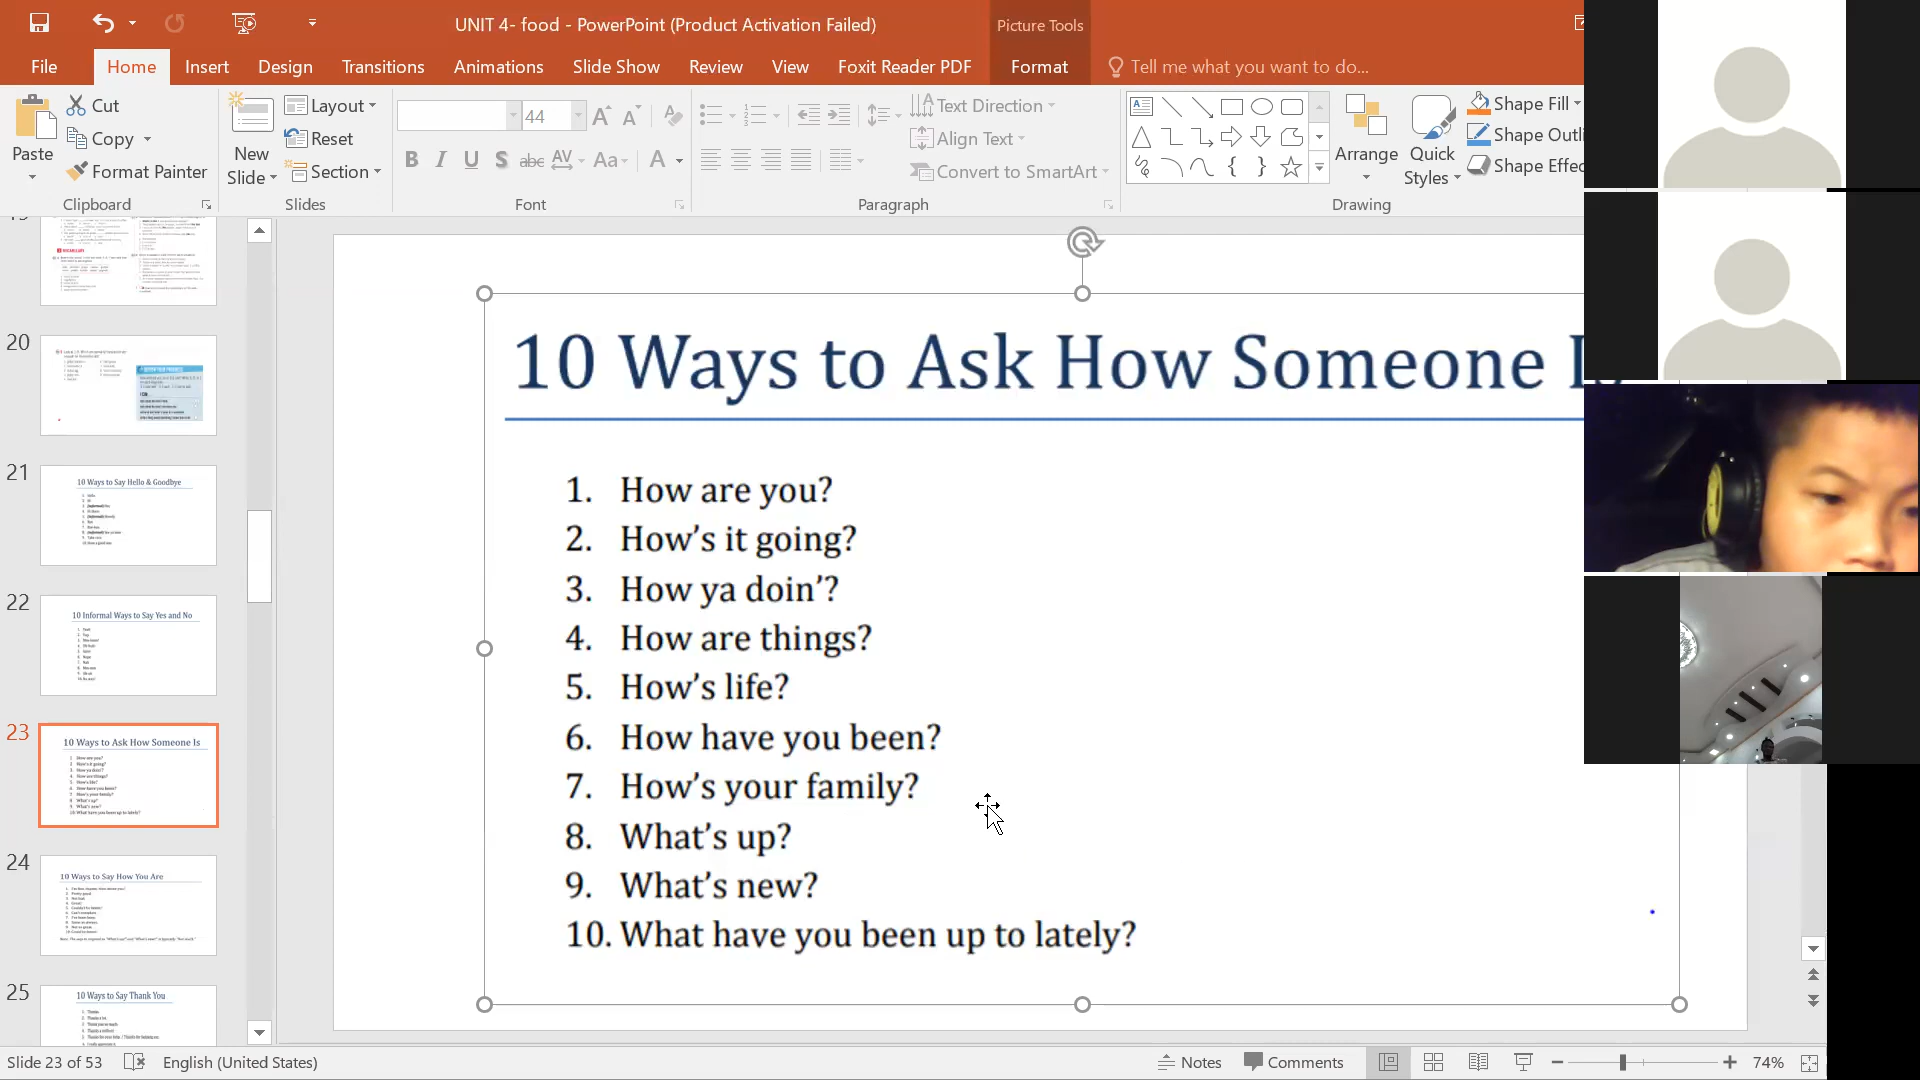 UNIT 4- food - PowerPoint (Product Activation Failed)
Picture Tools
File
Home
Insert
Design
Transitions
Animations
Slide Show
Review
View
Foxit Reader PDF
Format
Tell me what you want to do...
Paste
Cut
Copy
Format Painter
Clipboard
New
Slide
Layout
Reset
Section
Slides
44
Font
Text Direction
Align Text
Convert to SmartArt
Paragraph
Arrange
Quick
Styles
Shape Fill
Shape Outli
Shape Effec
Drawing
20
21
10 Ways to Say Hello & Goodbye
22
10 Informal Ways to Say Yes and No
23
10 Ways to Ask How Someone Is
24
10 Ways to Say How You Are
25
10 Ways to Say Thank You
10 Ways to Ask How Someone
1. How are you?
2. How’s it going?
3. How ya doin’?
4. How are things?
5. How’s life?
6. How have you been?
7. How’s your family?
8. What’s up?
9. What’s new?
10. What have you been up to lately?
Slide 23 of 53
English (United States)
Notes
Comments
74%